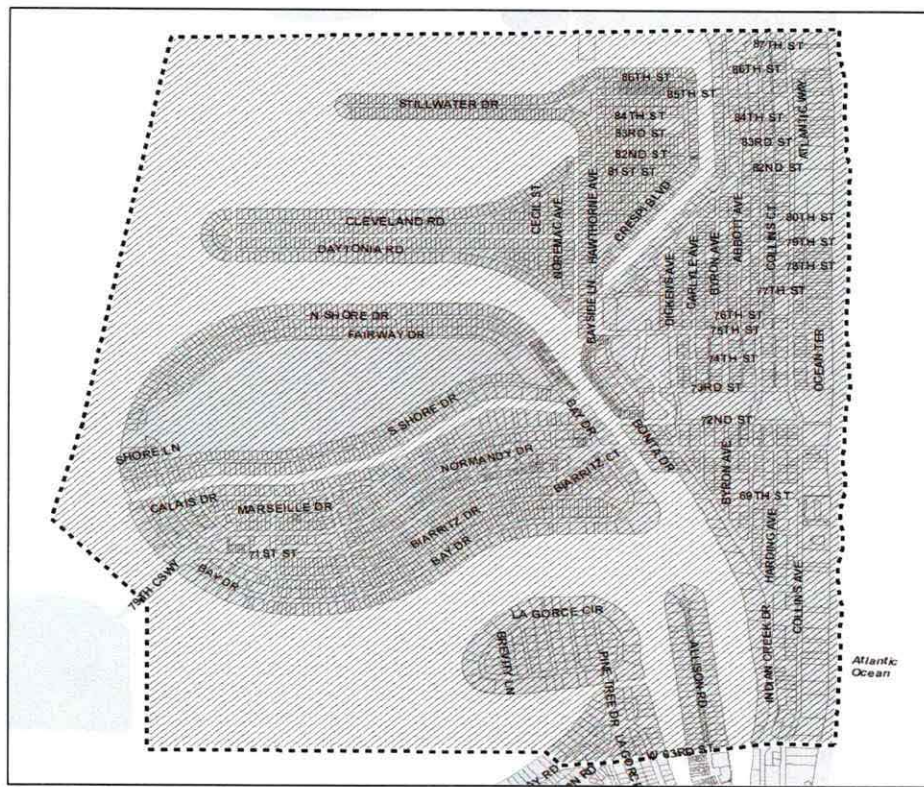 87TH ST
86TH ST
86TH ST
85TH ST
STILLWATER DR
84TH ST
84TH ST
ATLANTIC WAY
83RD ST
83RD ST
82ND ST
82ND ST
81ST ST
CECIL ST
NOREMAC AVE
HAWTHORNE AVE
CRESPI BLVD
ABBOTT AVE
COLLINS CT
80TH ST
CLEVELAND RD
DAYTONIA RD
BYRON AVE
CARLYLE AVE
DICKENS AVE
79TH ST
78TH ST
77TH ST
BAYSIDE LN
N SHORE DR
FAIRWAY DR
76TH ST
75TH ST
74TH ST
OCEAN TER
73RD ST
S SHORE DR
BAY DR
BONITA DR
72ND ST
SHORE LN
NORMANDY DR
BIARRITZ CT
BYRON AVE
69TH ST
CALAIS DR
MARSEILLE DR
BIARRITZ DR
71ST ST
BAY DR
BAY DR
79TH CSWY
HARDING AVE
COLLINS AVE
LA GORCE CIR
BREVITY LN
PINE TREE DR
ALLISON RD
INDIAN CREEK DR
Atlantic
Ocean
W 63RD ST